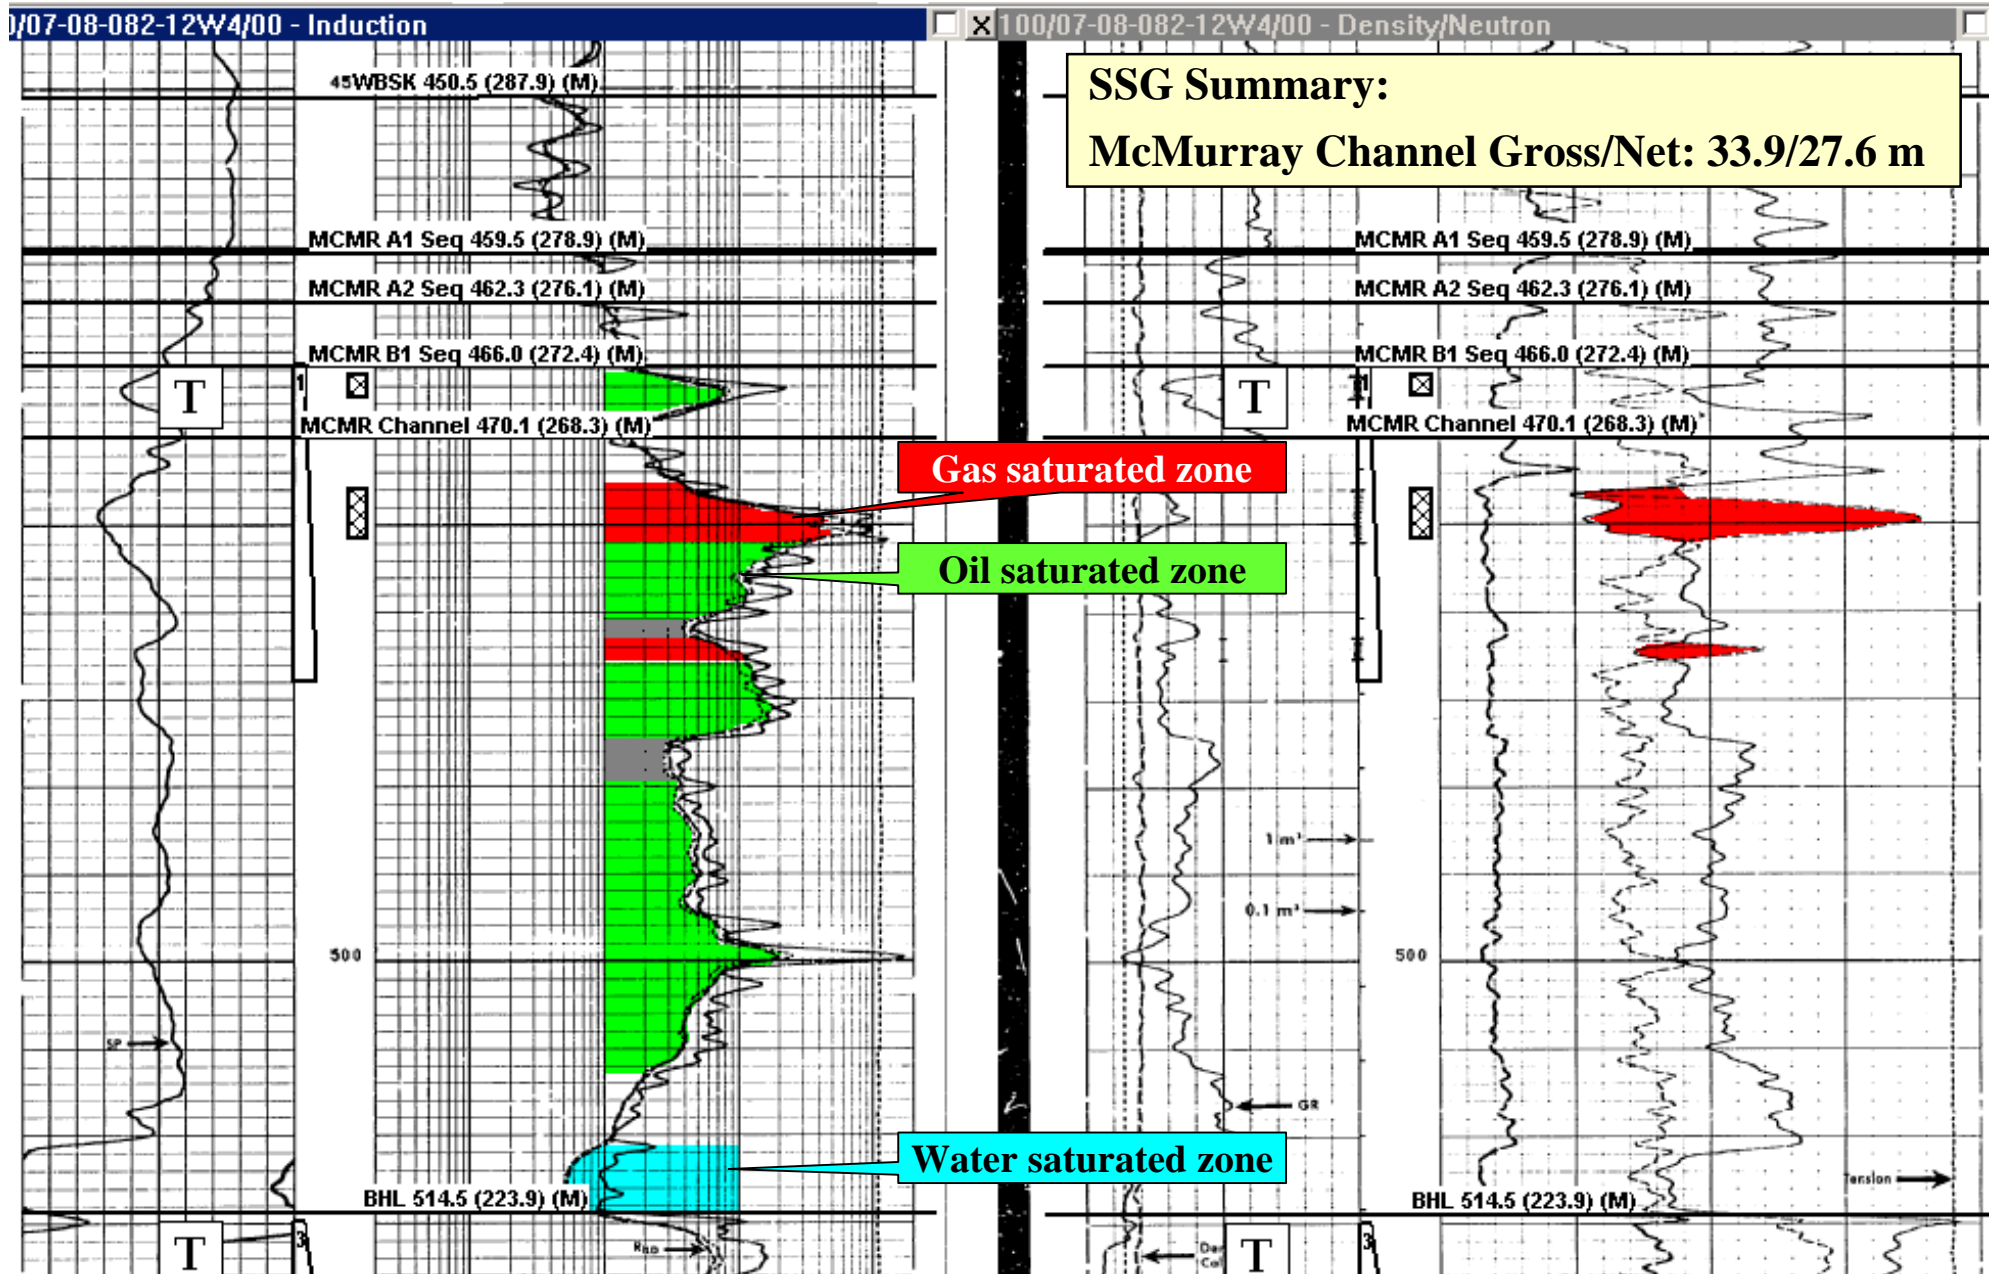 0/07-08-082-12W4/00 - Induction
100/07-08-082-12W4/00 - Density/Neutron
SSG Summary:
McMurray Channel Gross/Net: 33.9/27.6 m
45WBSK 450.5 (287.9) (M)
MCMR A1 Seq 459.5 (278.9) (M)
MCMR A1 Seq 459.5 (278.9) (M)
MCMR A2 Seq 462.3 (276.1) (M)
MCMR A2 Seq 462.3 (276.1) (M)
MCMR B1 Seq 466.0 (272.4) (M)
MCMR B1 Seq 466.0 (272.4) (M)
T
1
T
1
MCMR Channel 470.1 (268.3) (M)
MCMR Channel 470.1 (268.3) (M)
Gas saturated zone
Oil saturated zone
1 m³
0.1 m³
500
500
SP
GR
Water saturated zone
Tension
BHL 514.5 (223.9) (M)
BHL 514.5 (223.9) (M)
T
3
T
3